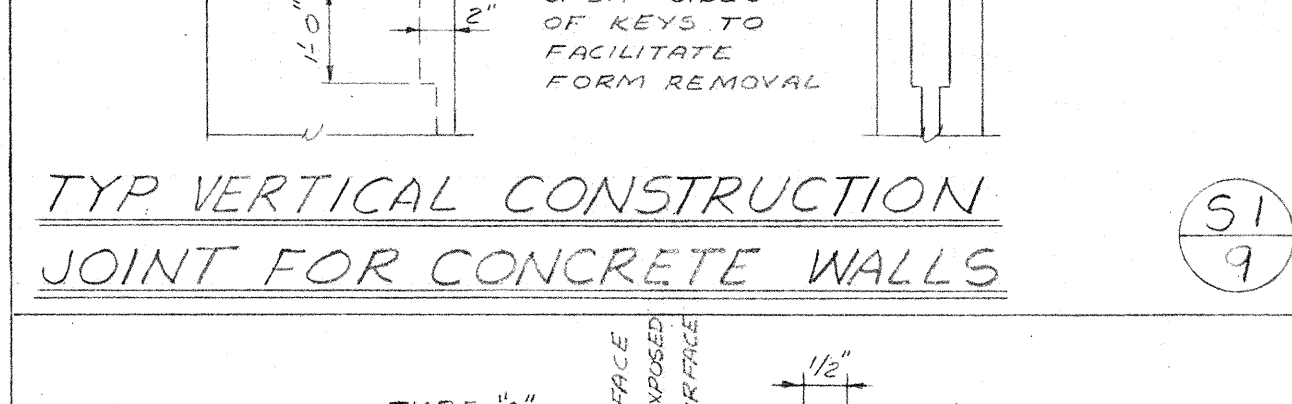 1'-0"
2"
OF KEYS TO
FACILITATE
FORM REMOVAL
TYP. VERTICAL CONSTRUCTION
JOINT FOR CONCRETE WALLS
S1
9
FACE
1/2"